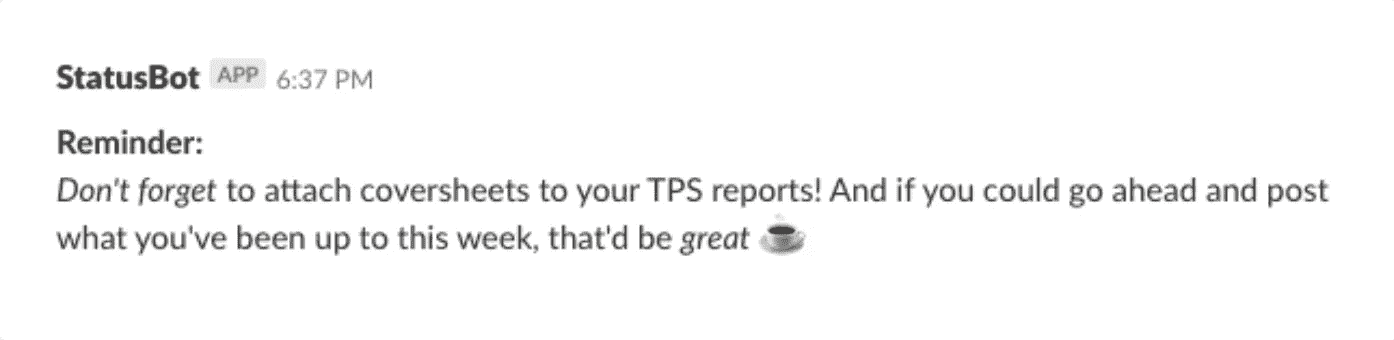 StatusBot APP 6:37 PM
Reminder:
Don't forget to attach coversheets to your TPS reports! And if you could go ahead and post
what you've been up to this week, that'd be great ☕